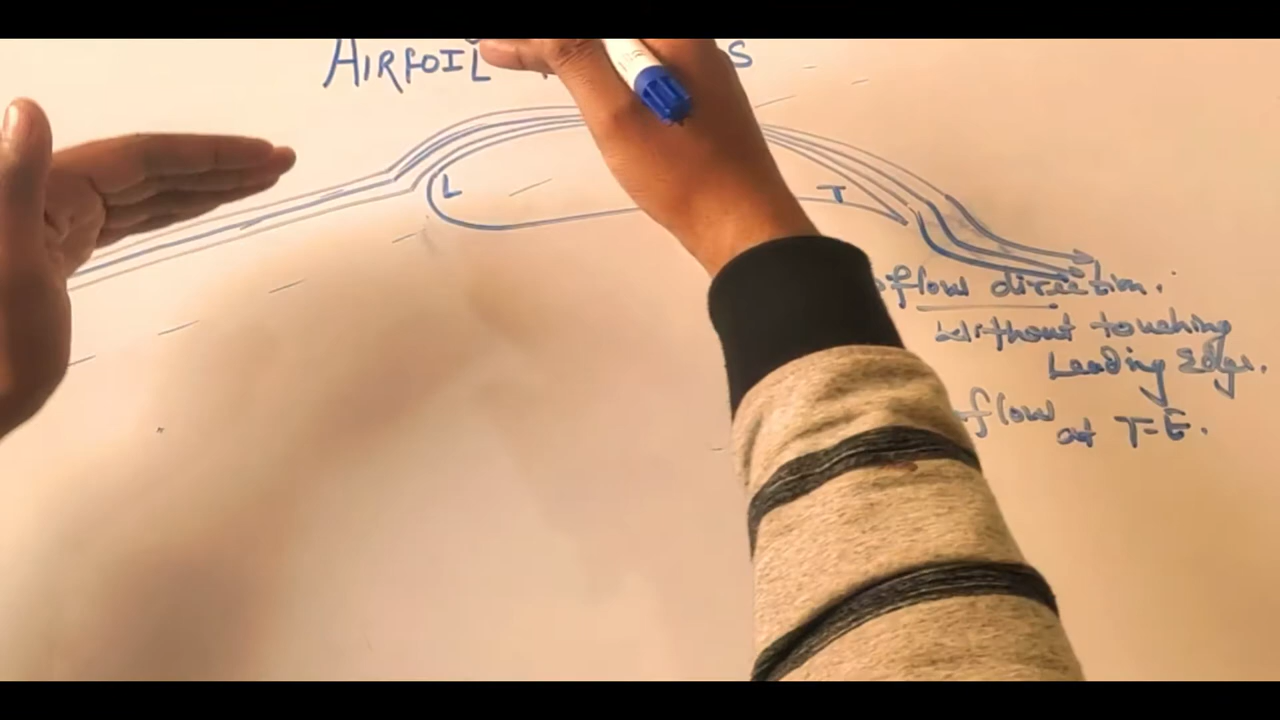 AIRFOIL
L
T
flow direction.
without touching
Leading Edge.
flow at T-E.